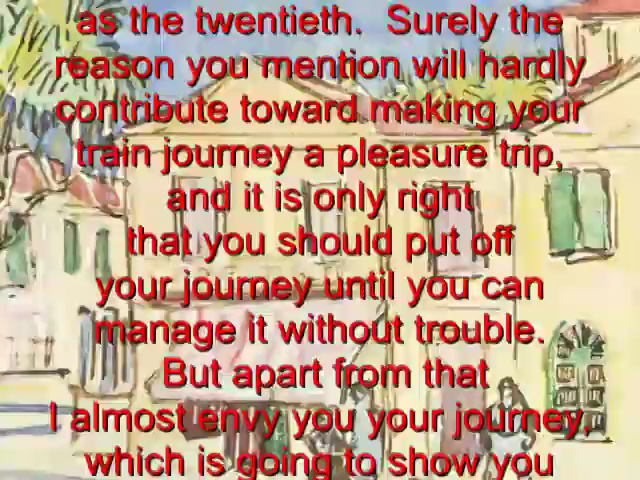 as the twentieth. Surely the
reason you mention will hardly
contribute toward making your
train journey a pleasure trip,
and it is only right
that you should put off
your journey until you can
manage it without trouble.
But apart from that
I almost envy you your journey,
which is going to show you